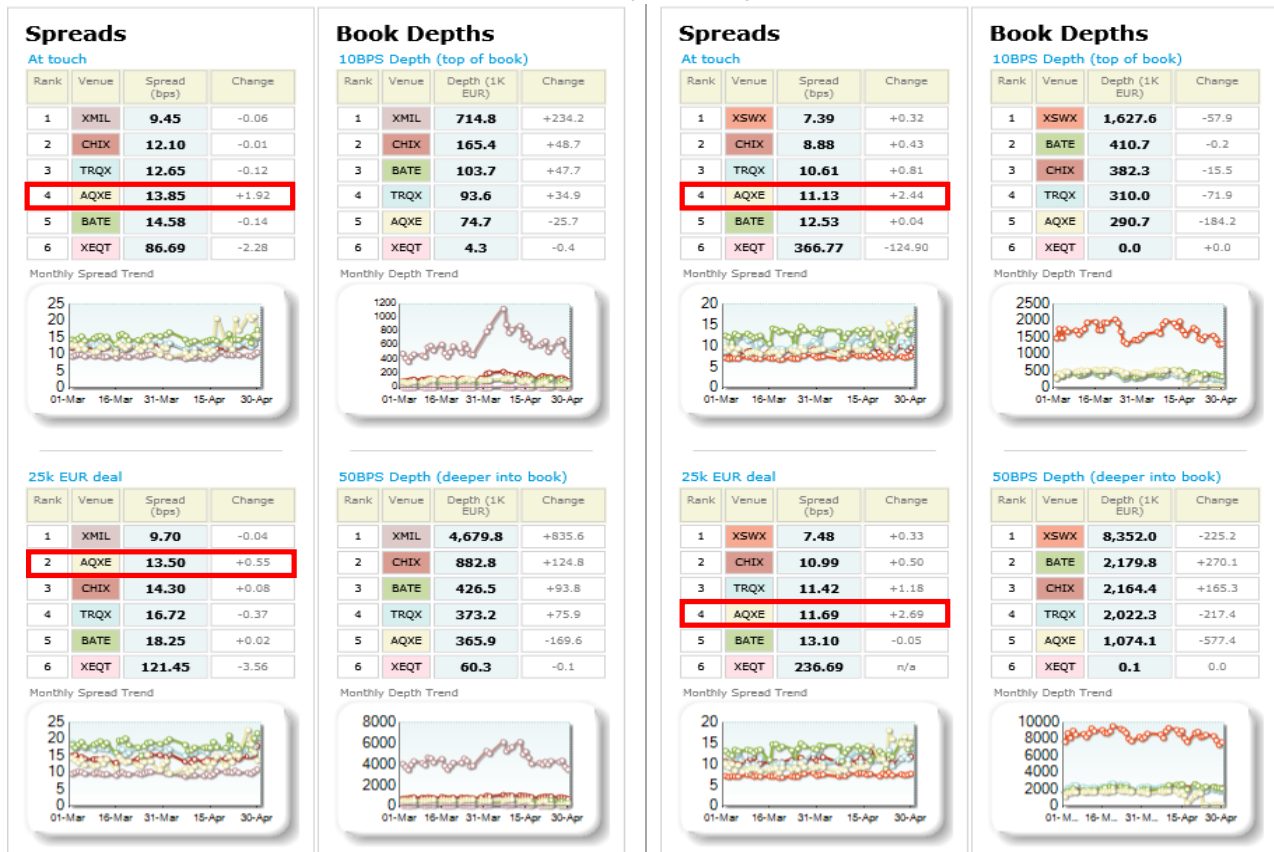 Spreads
At touch
Rank Venue Spread (bps) Change
1 XMIL 9.45 -0.06
2 CHIX 12.10 -0.01
3 TRQX 12.65 -0.12
4 AQXE 13.85 +1.92
5 BATE 14.58 -0.14
6 XEQT 86.69 -2.28
Monthly Spread Trend
25
20
15
10
5
0
01-Mar 16-Mar 31-Mar 15-Apr 30-Apr
25k EUR deal
Rank Venue Spread (bps) Change
1 XMIL 9.70 -0.04
2 AQXE 13.50 +0.55
3 CHIX 14.30 +0.08
4 TRQX 16.72 -0.37
5 BATE 18.25 +0.02
6 XEQT 121.45 -3.56
Monthly Spread Trend
25
20
15
10
5
0
01-Mar 16-Mar 31-Mar 15-Apr 30-Apr
Book Depths
10BPS Depth (top of book)
Rank Venue Depth (1K EUR) Change
1 XMIL 714.8 +234.2
2 CHIX 165.4 +48.7
3 BATE 103.7 +47.7
4 TRQX 93.6 +34.9
5 AQXE 74.7 -25.7
6 XEQT 4.3 -0.4
Monthly Depth Trend
1200
1000
800
600
400
200
0
01-Mar 16-Mar 31-Mar 15-Apr 30-Apr
50BPS Depth (deeper into book)
Rank Venue Depth (1K EUR) Change
1 XMIL 4,679.8 +835.6
2 CHIX 882.8 +124.8
3 BATE 426.5 +93.8
4 TRQX 373.2 +75.9
5 AQXE 365.9 -169.6
6 XEQT 60.3 -0.1
Monthly Depth Trend
8000
6000
4000
2000
0
01-Mar 16-Mar 31-Mar 15-Apr 30-Apr
Spreads
At touch
Rank Venue Spread (bps) Change
1 XSWX 7.39 +0.32
2 CHIX 8.88 +0.43
3 TRQX 10.61 +0.81
4 AQXE 11.13 +2.44
5 BATE 12.53 +0.04
6 XEQT 366.77 -124.90
Monthly Spread Trend
20
15
10
5
0
01-Mar 16-Mar 31-Mar 15-Apr 30-Apr
25k EUR deal
Rank Venue Spread (bps) Change
1 XSWX 7.48 +0.33
2 CHIX 10.99 +0.50
3 TRQX 11.42 +1.18
4 AQXE 11.69 +2.69
5 BATE 13.10 -0.05
6 XEQT 236.69 n/a
Monthly Spread Trend
20
15
10
5
0
01-Mar 16-Mar 31-Mar 15-Apr 30-Apr
Book Depths
10BPS Depth (top of book)
Rank Venue Depth (1K EUR) Change
1 XSWX 1,627.6 -57.9
2 BATE 410.7 -0.2
3 CHIX 382.3 -15.5
4 TRQX 310.0 -71.9
5 AQXE 290.7 -184.2
6 XEQT 0.0 +0.0
Monthly Depth Trend
2500
2000
1500
1000
500
0
01-Mar 16-Mar 31-Mar 15-Apr 30-Apr
50BPS Depth (deeper into book)
Rank Venue Depth (1K EUR) Change
1 XSWX 8,352.0 -225.2
2 BATE 2,179.8 +270.1
3 CHIX 2,164.4 +165.3
4 TRQX 2,022.3 -217.4
5 AQXE 1,074.1 -577.4
6 XEQT 0.1 0.0
Monthly Depth Trend
10000
8000
6000
4000
2000
0
01-M... 16-M... 31-M... 15-Apr 30-Apr